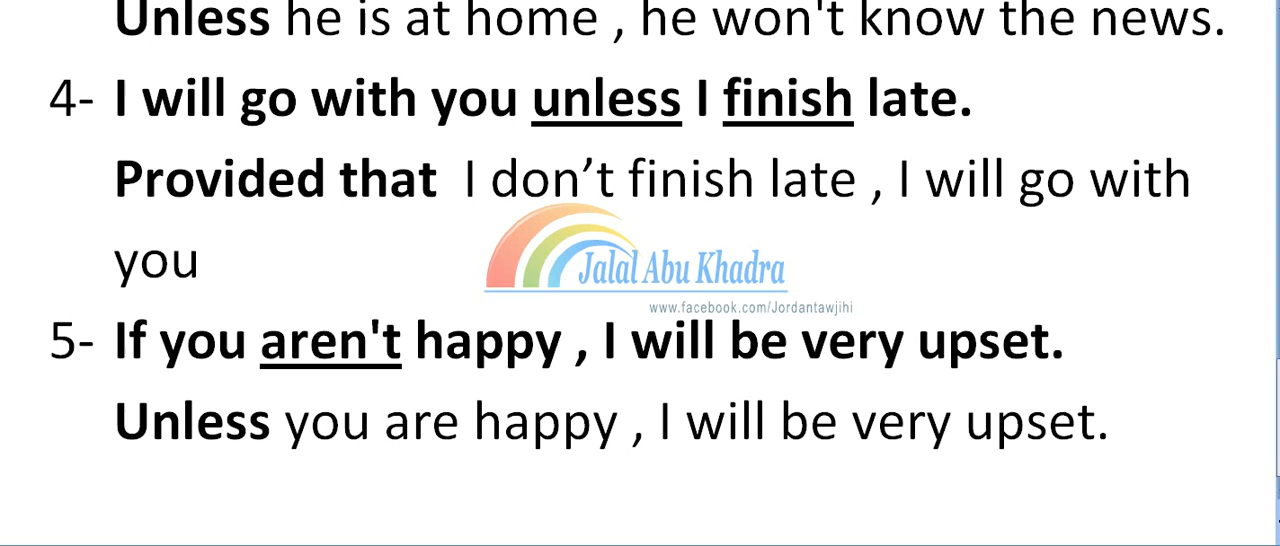 Unless he is at home , he won't know the news.
4- I will go with you unless I finish late.
Provided that I don’t finish late , I will go with
you
Jalal Abu Khadra
www.facebook.com/Jordantawjihi
5- If you aren't happy , I will be very upset.
Unless you are happy , I will be very upset.